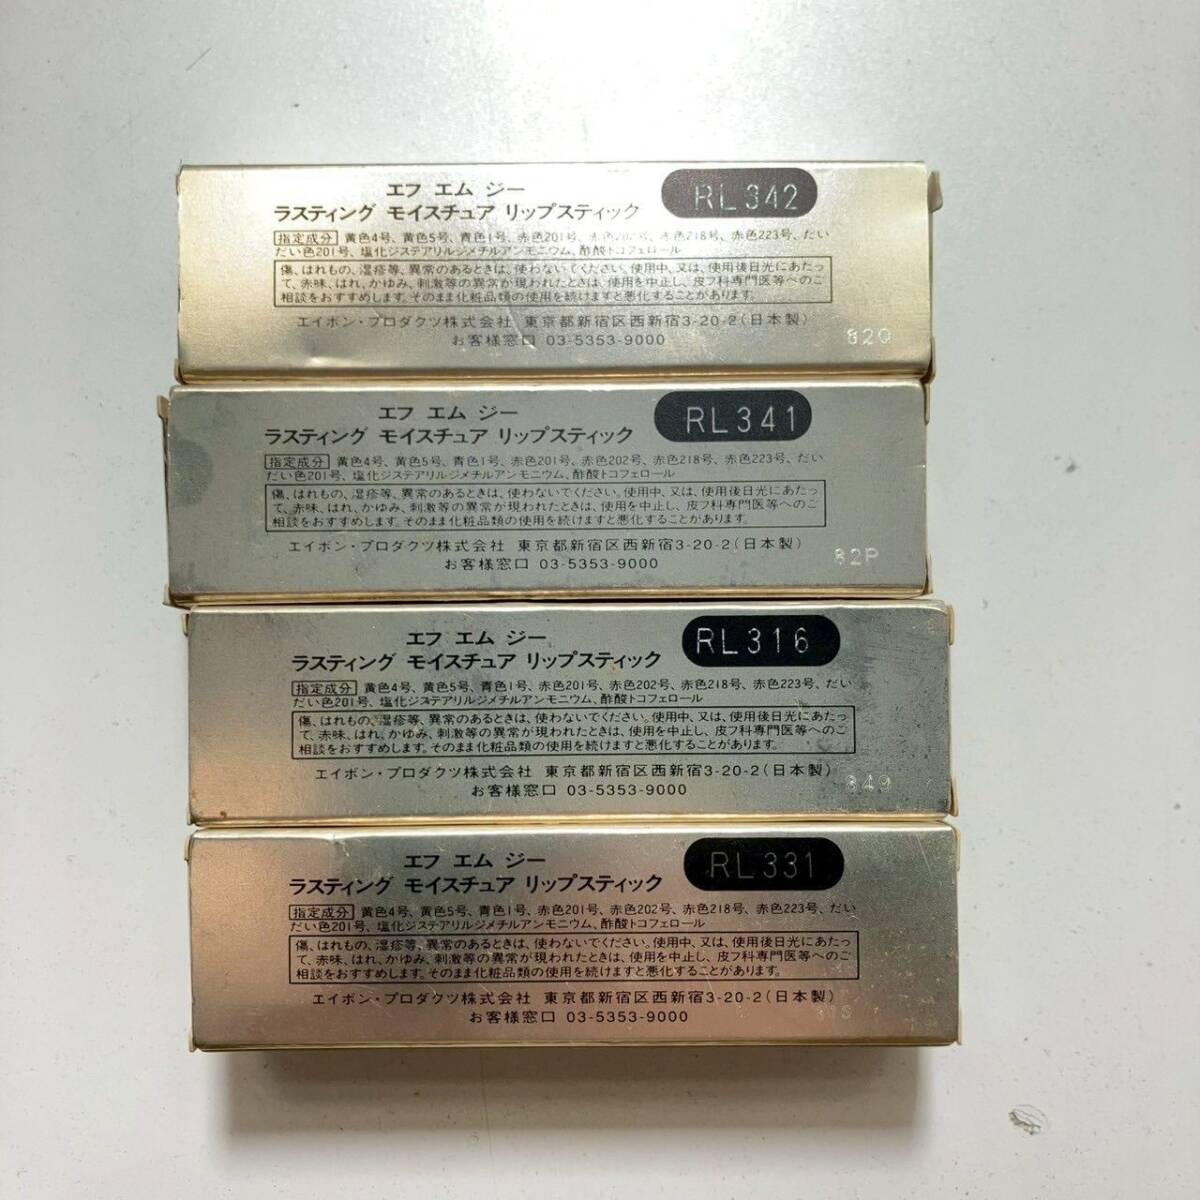 エフ エム ジー
RL342
ラスティング モイスチュア リップスティック
指定成分 黄色4号、黄色5号、青色1号、赤色201号、赤色202号、赤色218号、赤色223号、だい
だい色201号、塩化ジステアリルジメチルアンモニウム、酢酸トコフェロール
傷、はれもの、湿疹等、異常のあるときは、使わないでください。使用中、又は、使用後日光にあたっ
て、赤味、はれ、かゆみ、刺激等の異常が現われたときは、使用を中止し、皮フ科専門医等へのご
相談をおすすめします。そのまま化粧品類の使用を続けますと悪化することがあります。
エイボン・プロダクツ株式会社 東京都新宿区西新宿3-20-2(日本製)
お客様窓口 03-5353-9000
820
エフ エム ジー
RL341
ラスティング モイスチュア リップスティック
指定成分 黄色4号、黄色5号、青色1号、赤色201号、赤色202号、赤色218号、赤色223号、だい
だい色201号、塩化ジステアリルジメチルアンモニウム、酢酸トコフェロール
傷、はれもの、湿疹等、異常のあるときは、使わないでください。使用中、又は、使用後日光にあたっ
て、赤味、はれ、かゆみ、刺激等の異常が現われたときは、使用を中止し、皮フ科専門医等へのご
相談をおすすめします。そのまま化粧品類の使用を続けますと悪化することがあります。
エイボン・プロダクツ株式会社 東京都新宿区西新宿3-20-2(日本製)
お客様窓口 03-5353-9000
82P
エフ エム ジー
RL316
ラスティング モイスチュア リップスティック
指定成分 黄色4号、黄色5号、青色1号、赤色201号、赤色202号、赤色218号、赤色223号、だい
だい色201号、塩化ジステアリルジメチルアンモニウム、酢酸トコフェロール
傷、はれもの、湿疹等、異常のあるときは、使わないでください。使用中、又は、使用後日光にあたっ
て、赤味、はれ、かゆみ、刺激等の異常が現われたときは、使用を中止し、皮フ科専門医等へのご
相談をおすすめします。そのまま化粧品類の使用を続けますと悪化することがあります。
エイボン・プロダクツ株式会社 東京都新宿区西新宿3-20-2(日本製)
お客様窓口 03-5353-9000
849
エフ エム ジー
RL331
ラスティング モイスチュア リップスティック
指定成分 黄色4号、黄色5号、青色1号、赤色201号、赤色202号、赤色218号、赤色223号、だい
だい色201号、塩化ジステアリルジメチルアンモニウム、酢酸トコフェロール
傷、はれもの、湿疹等、異常のあるときは、使わないでください。使用中、又は、使用後日光にあたっ
て、赤味、はれ、かゆみ、刺激等の異常が現われたときは、使用を中止し、皮フ科専門医等へのご
相談をおすすめします。そのまま化粧品類の使用を続けますと悪化することがあります。
エイボン・プロダクツ株式会社 東京都新宿区西新宿3-20-2(日本製)
お客様窓口 03-5353-9000